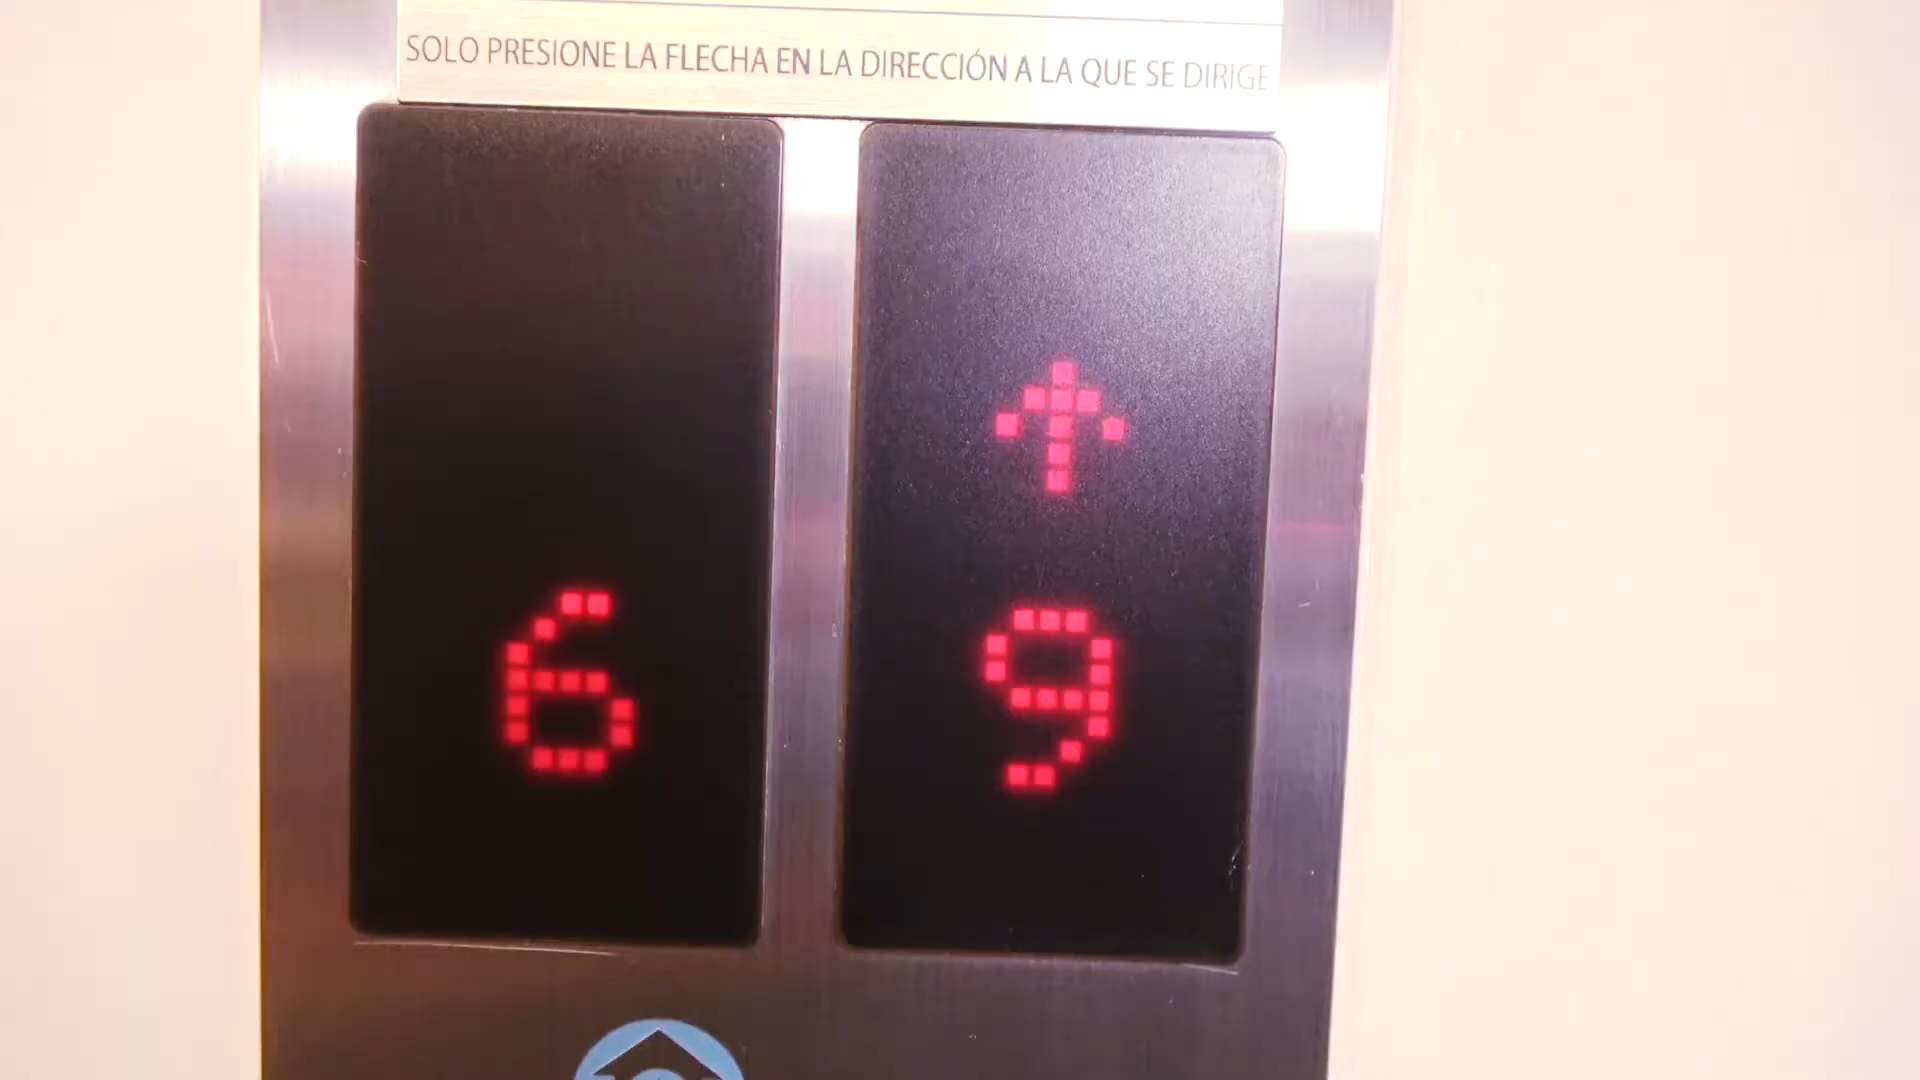 SOLO PRESIONE LA FLECHA EN LA DIRECCIÓN A LA QUE SE DIRIGE
6 9